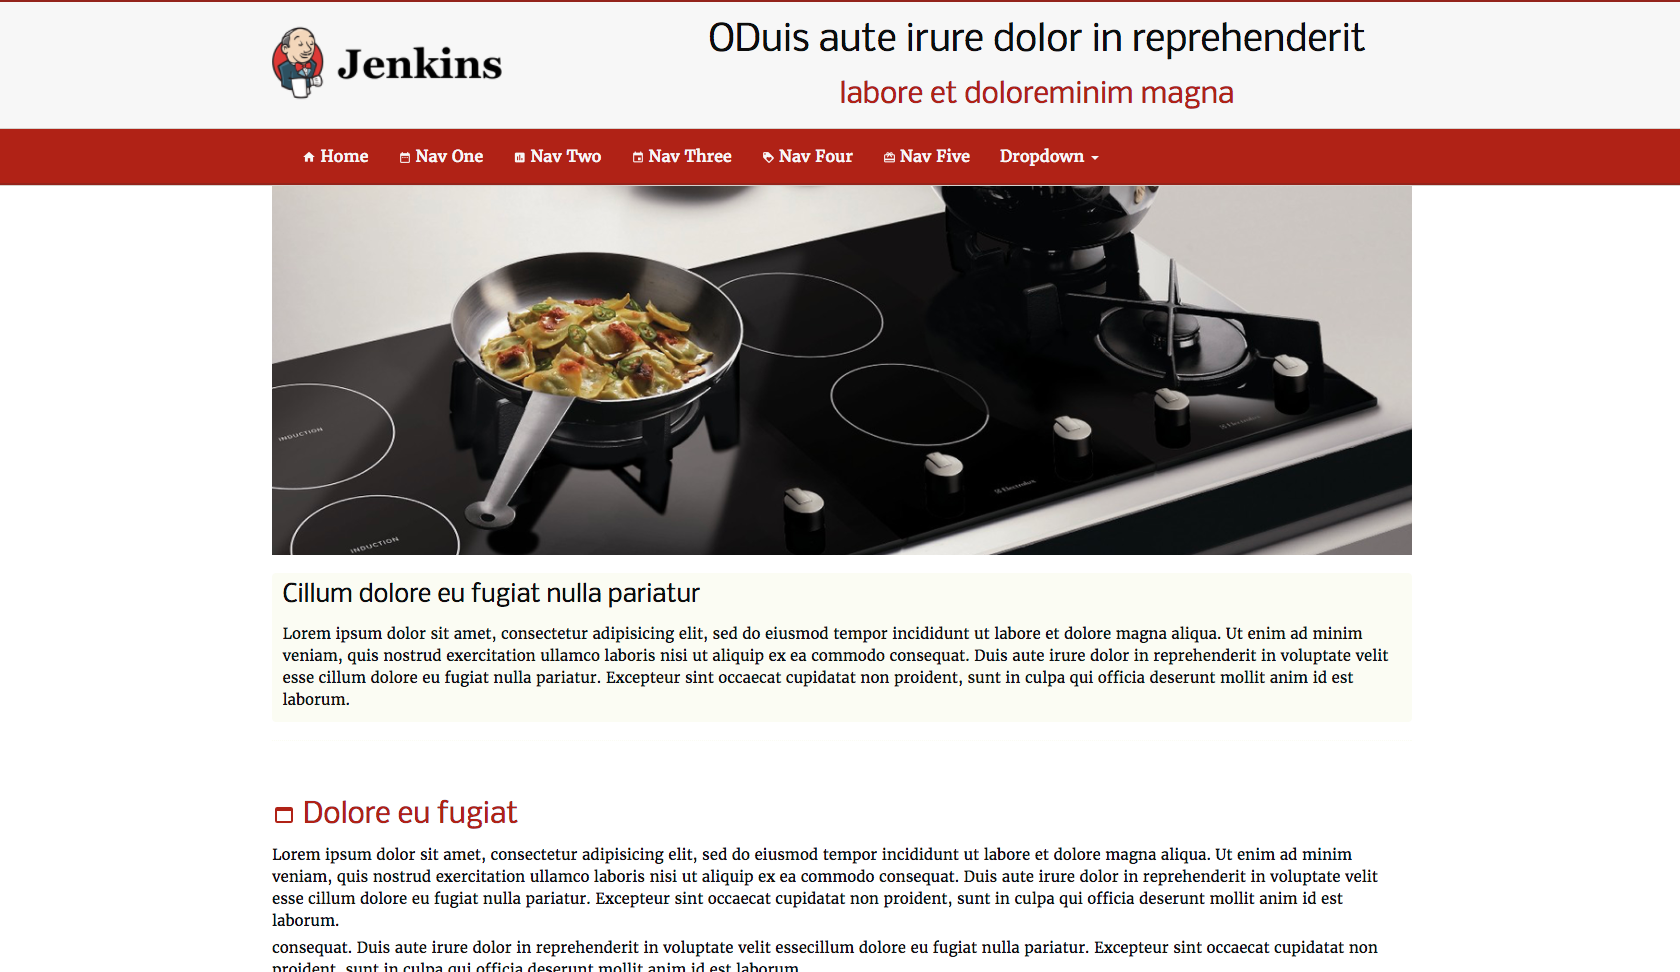 Jenkins
ODuis aute irure dolor in reprehenderit
labore et doloreminim magna
Home Nav One Nav Two Nav Three Nav Four Nav Five Dropdown
INDUCTION
Electrolux
Electrolux
INDUCTION
Cillum dolore eu fugiat nulla pariatur
Lorem ipsum dolor sit amet, consectetur adipisicing elit, sed do eiusmod tempor incididunt ut labore et dolore magna aliqua. Ut enim ad minim
veniam, quis nostrud exercitation ullamco laboris nisi ut aliquip ex ea commodo consequat. Duis aute irure dolor in reprehenderit in voluptate velit
esse cillum dolore eu fugiat nulla pariatur. Excepteur sint occaecat cupidatat non proident, sunt in culpa qui officia deserunt mollit anim id est
laborum.
Dolore eu fugiat
Lorem ipsum dolor sit amet, consectetur adipisicing elit, sed do eiusmod tempor incididunt ut labore et dolore magna aliqua. Ut enim ad minim
veniam, quis nostrud exercitation ullamco laboris nisi ut aliquip ex ea commodo consequat. Duis aute irure dolor in reprehenderit in voluptate velit
esse cillum dolore eu fugiat nulla pariatur. Excepteur sint occaecat cupidatat non proident, sunt in culpa qui officia deserunt mollit anim id est
laborum.
consequat. Duis aute irure dolor in reprehenderit in voluptate velit essecillum dolore eu fugiat nulla pariatur. Excepteur sint occaecat cupidatat non
proident, sunt in culpa qui officia deserunt mollit anim id est laborum.